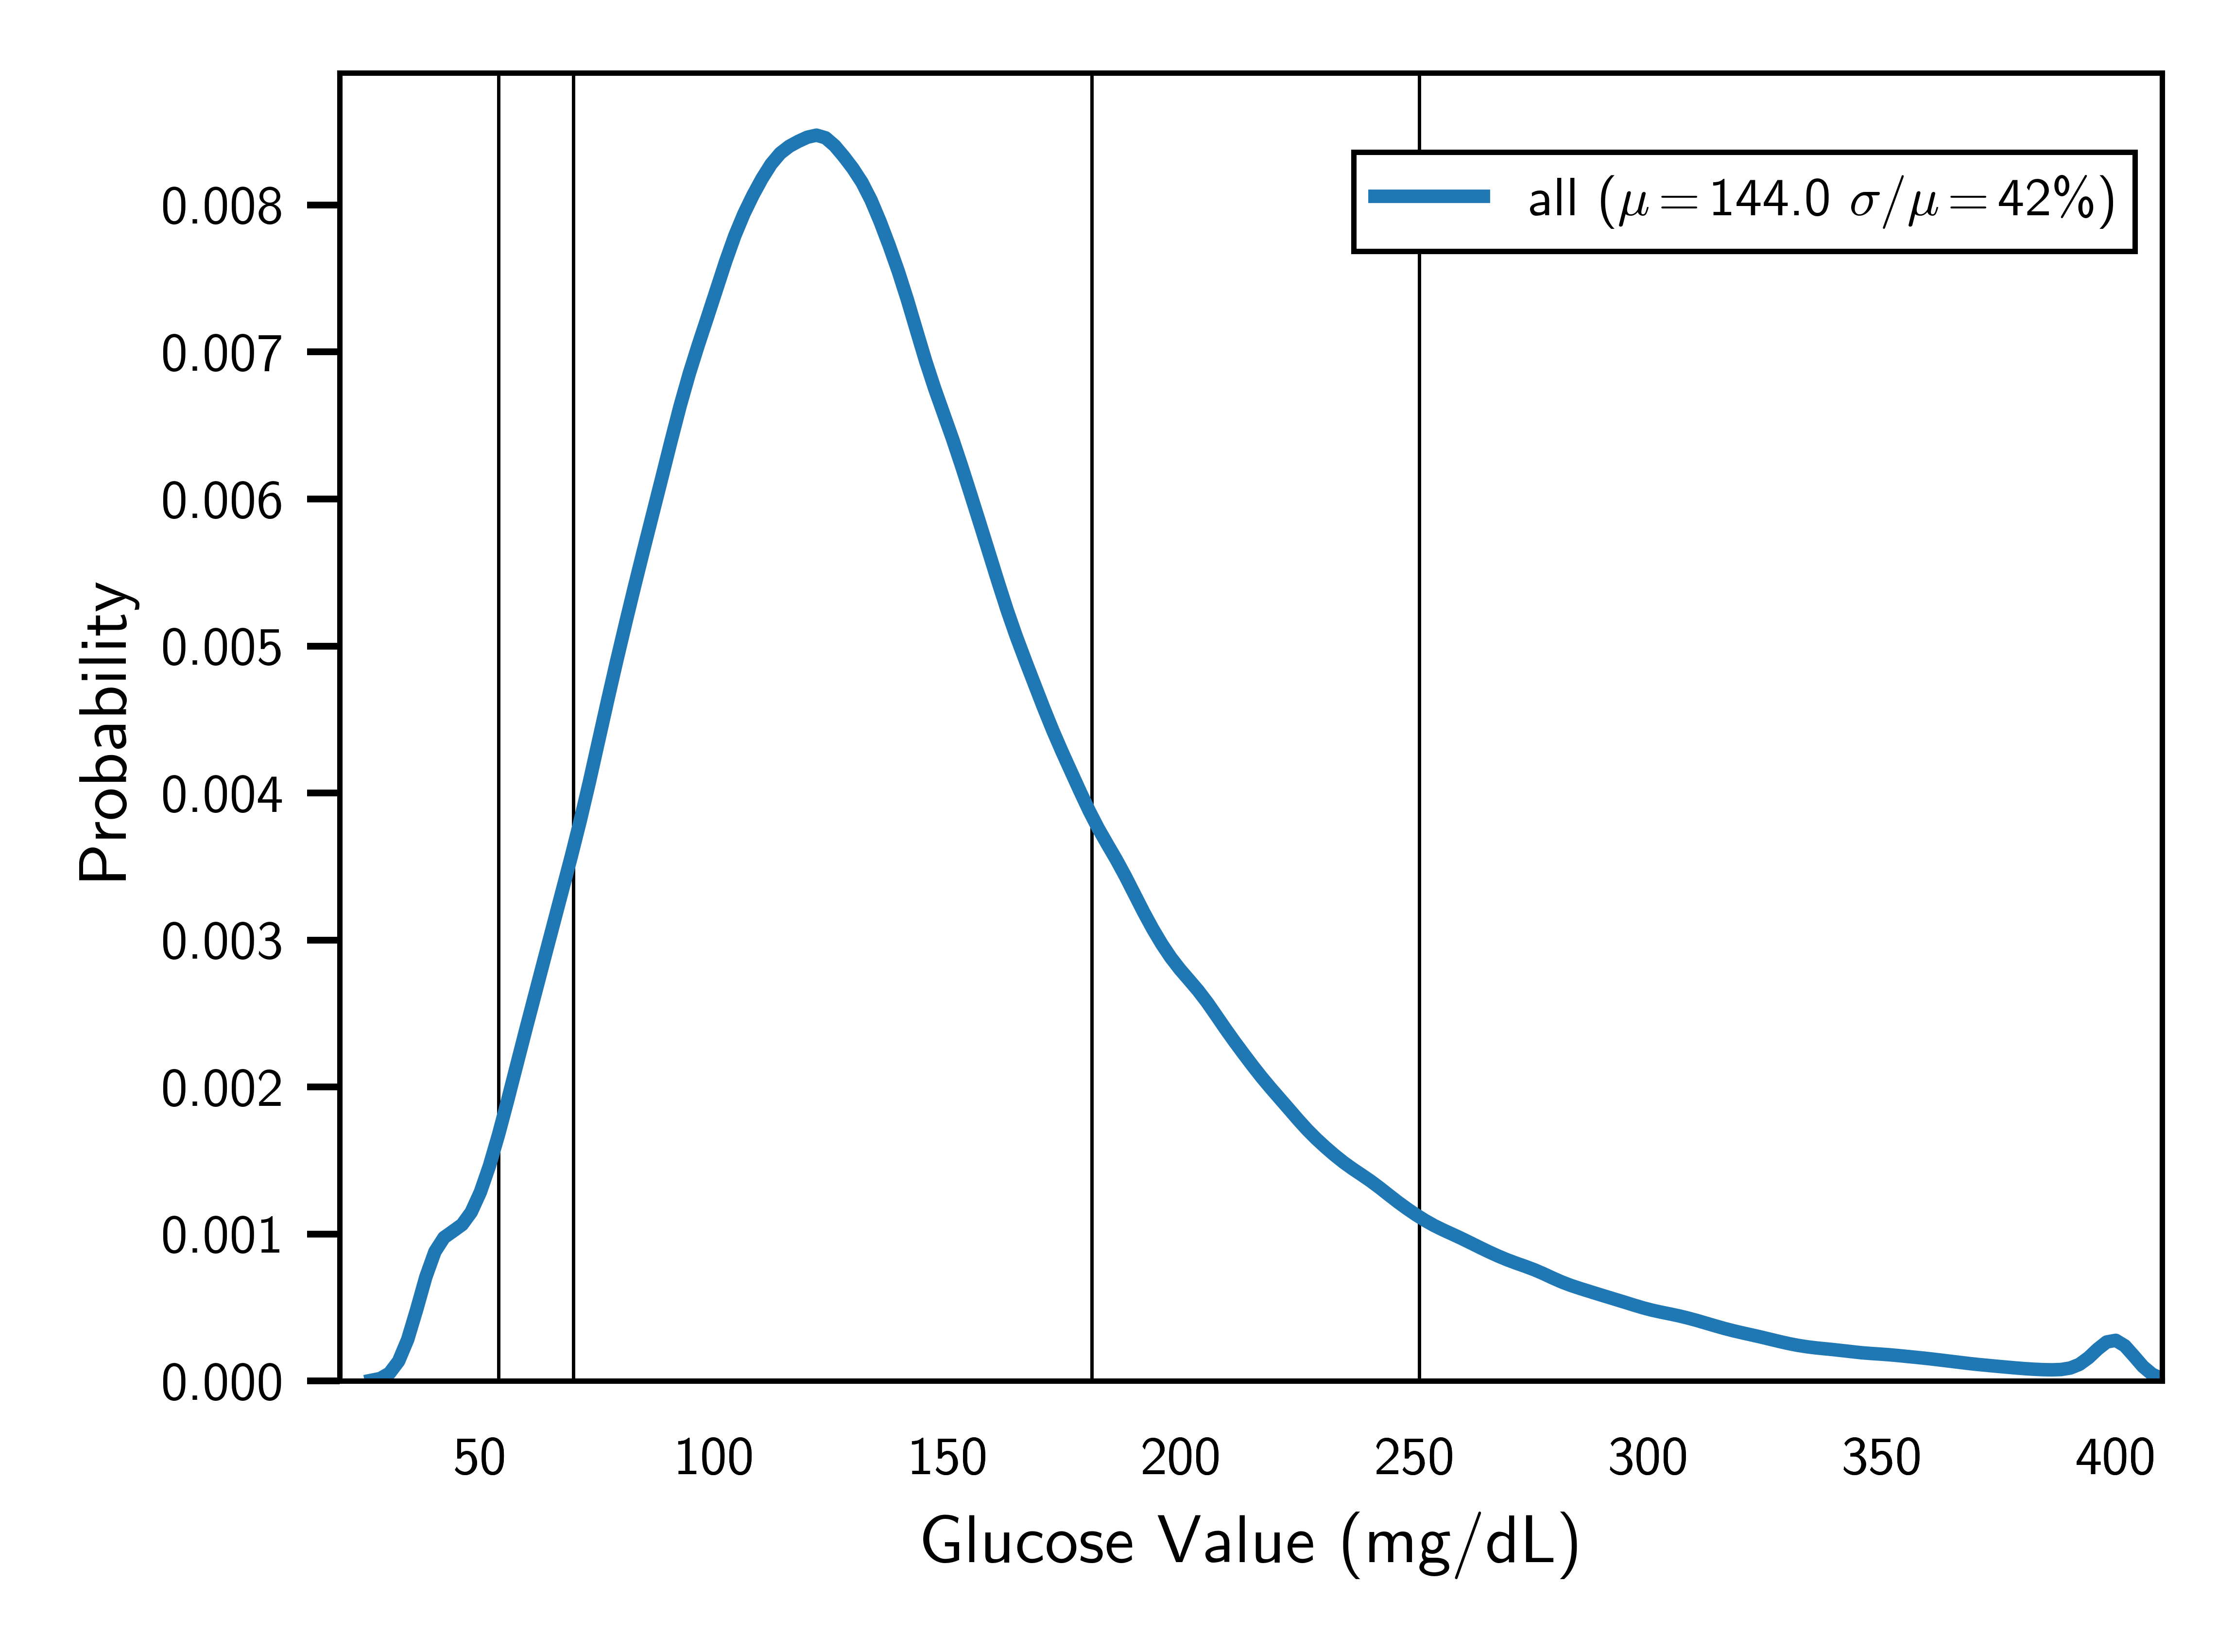 all (μ = 144.0 σ/μ = 42%)
0.008
0.007
0.006
0.005
0.004
0.003
0.002
0.001
0.000
Probability
50 100 150 200 250 300 350 400
Glucose Value (mg/dL)